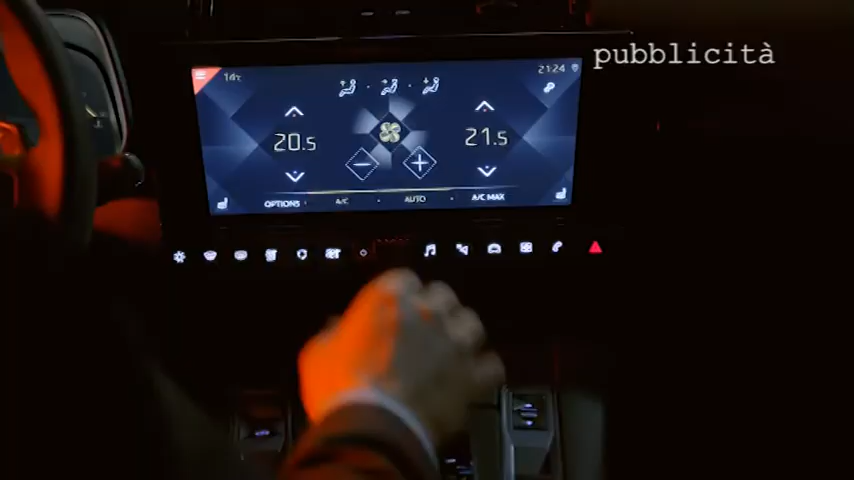 pubblicità
14°C
21:24
20.5
21.5
OPTIONS
A/C
AUTO
A/C MAX